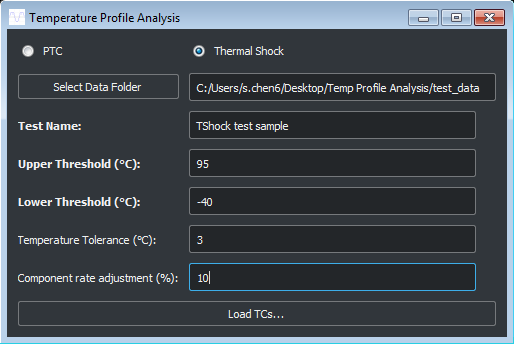 Temperature Profile Analysis
PTC Thermal Shock
Select Data Folder C:/Users/s.chen6/Desktop/Temp Profile Analysis/test_data
Test Name: TShock test sample
Upper Threshold (°C): 95
Lower Threshold (°C): -40
Temperature Tolerance (°C): 3
Component rate adjustment (%): 10
Load TCs...